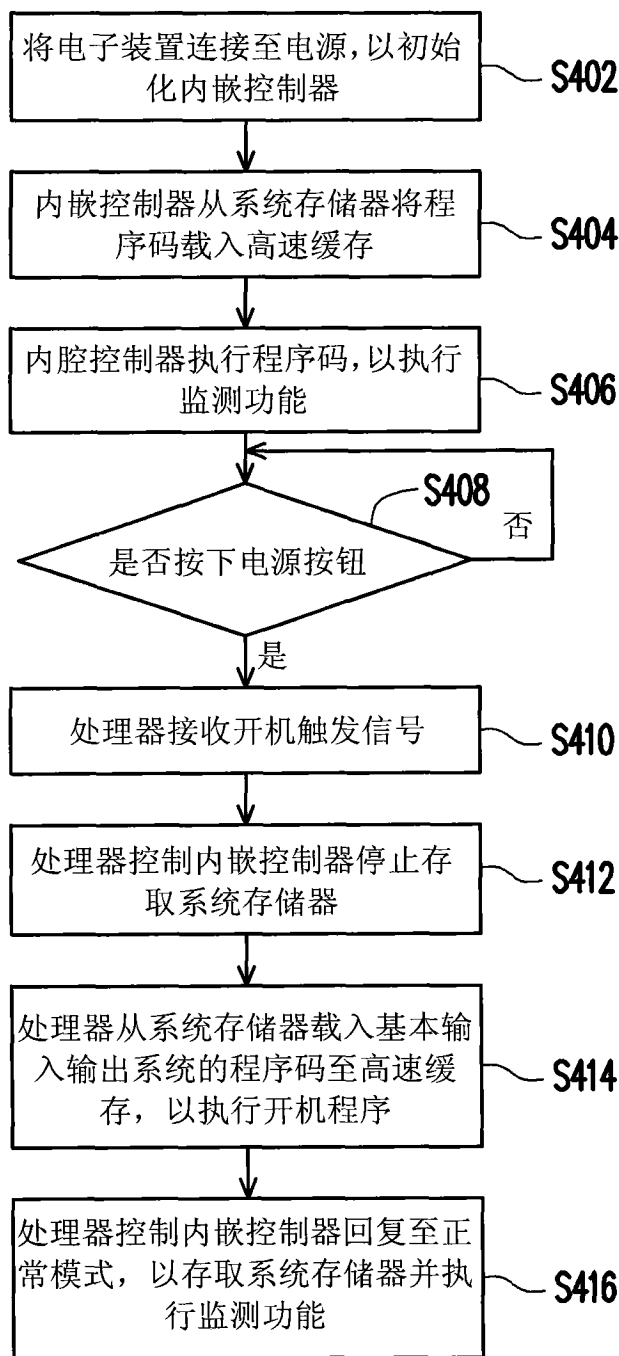 将电子装置连接至电源,以初始
化内嵌控制器
S402
内嵌控制器从系统存储器将程
序码载入高速缓存
S404
内腔控制器执行程序码,以执行
监测功能
S406
S408
否
是否按下电源按钮
是
处理器接收开机触发信号
S410
处理器控制内嵌控制器停止存
取系统存储器
S412
处理器从系统存储器载入基本输
入输出系统的程序码至高速缓
存，以执行开机程序
S414
处理器控制内嵌控制器回复至正
常模式，以存取系统存储器并执
行监测功能
S416